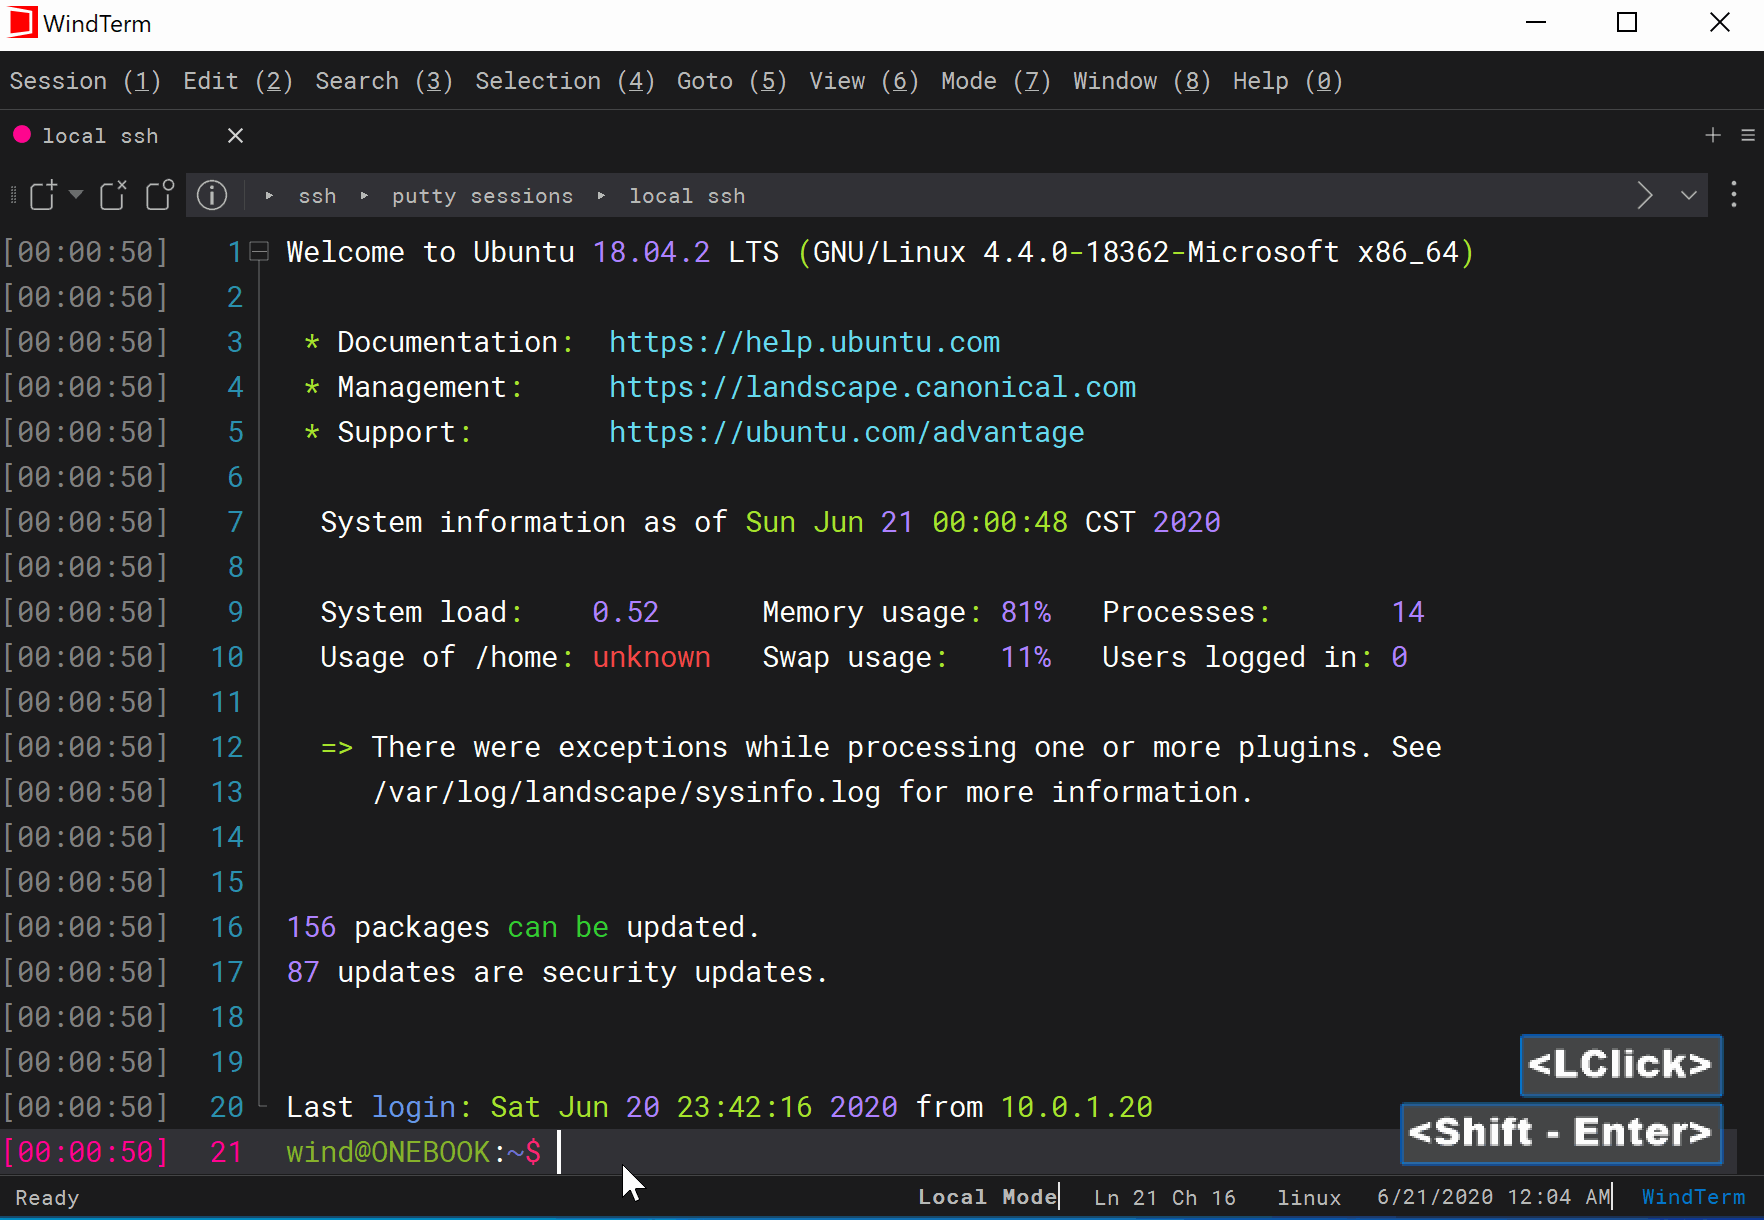 WindTerm
Session (1) Edit (2) Search (3) Selection (4) Goto (5) View (6) Mode (7) Window (8) Help (0)
local ssh
ssh ▸ putty sessions ▸ local ssh
[00:00:50] 1 Welcome to Ubuntu 18.04.2 LTS (GNU/Linux 4.4.0-18362-Microsoft x86_64)
[00:00:50] 2
[00:00:50] 3 * Documentation: https://help.ubuntu.com
[00:00:50] 4 * Management: https://landscape.canonical.com
[00:00:50] 5 * Support: https://ubuntu.com/advantage
[00:00:50] 6
[00:00:50] 7 System information as of Sun Jun 21 00:00:48 CST 2020
[00:00:50] 8
[00:00:50] 9 System load: 0.52 Memory usage: 81% Processes: 14
[00:00:50] 10 Usage of /home: unknown Swap usage: 11% Users logged in: 0
[00:00:50] 11
[00:00:50] 12 => There were exceptions while processing one or more plugins. See
[00:00:50] 13 /var/log/landscape/sysinfo.log for more information.
[00:00:50] 14
[00:00:50] 15
[00:00:50] 16 156 packages can be updated.
[00:00:50] 17 87 updates are security updates.
[00:00:50] 18
[00:00:50] 19
[00:00:50] 20 Last login: Sat Jun 20 23:42:16 2020 from 10.0.1.20
[00:00:50] 21 wind@ONEBOOK:~$
<LClick>
<Shift - Enter>
Ready Local Mode Ln 21 Ch 16 linux 6/21/2020 12:04 AM WindTerm